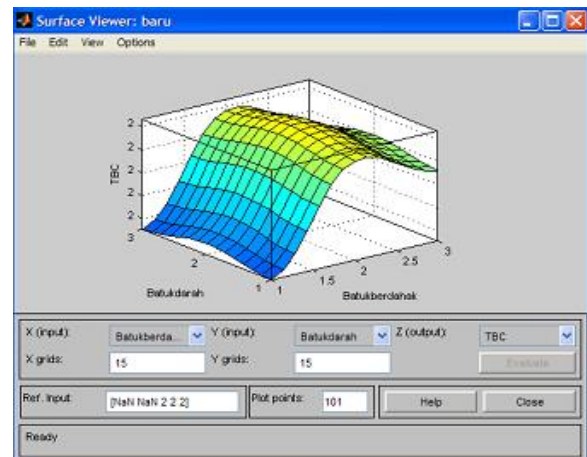 Surface Viewer: baru
File Edit View Options
2
2
2
2
2
TBC
3
2
1
Batukdarah
1
1.5
2
2.5
3
Batukberdahak
X (input): Batukberda... Y (input): Batukdarah Z (output): TBC
X grids: 15 Y grids: 15 Evaluate
Ref. Input: [NaN NaN 2 2 2] Plot points: 101 Help Close
Ready